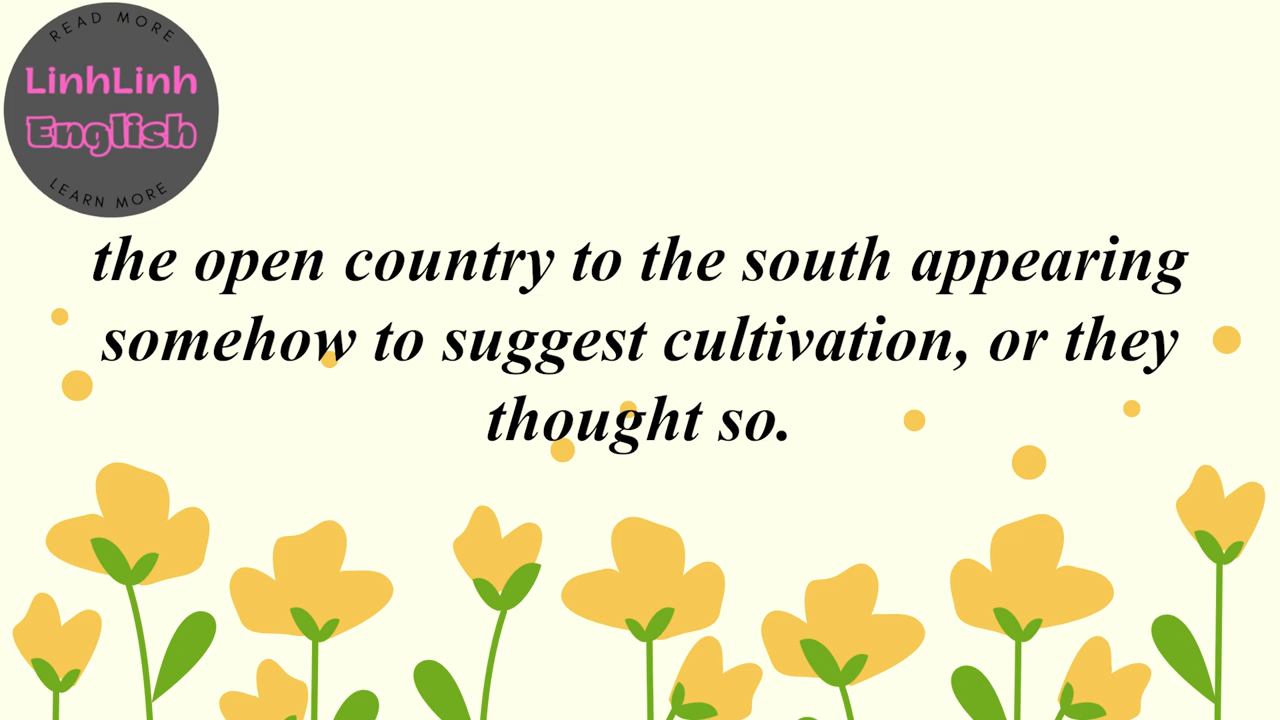 READ MORE
LinhLinh
English
LEARN MORE
the open country to the south appearing
somehow to suggest cultivation, or they
thought so.